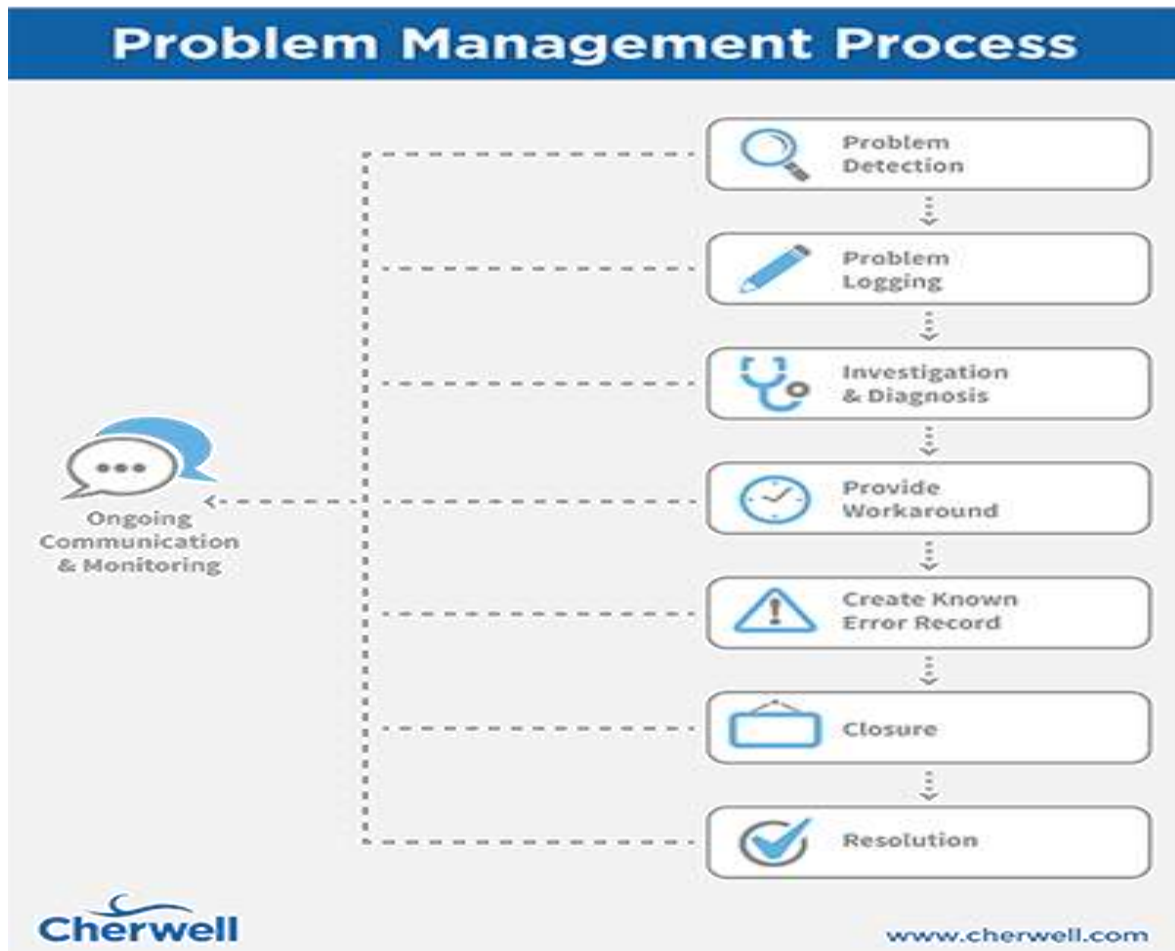 Problem Management Process
Problem
Detection
Problem
Logging
Investigation
& Diagnosis
Provide
Workaround
Ongoing
Communication
& Monitoring
Create Known
Error Record
Closure
Resolution
Cherwell
www.cherwell.com